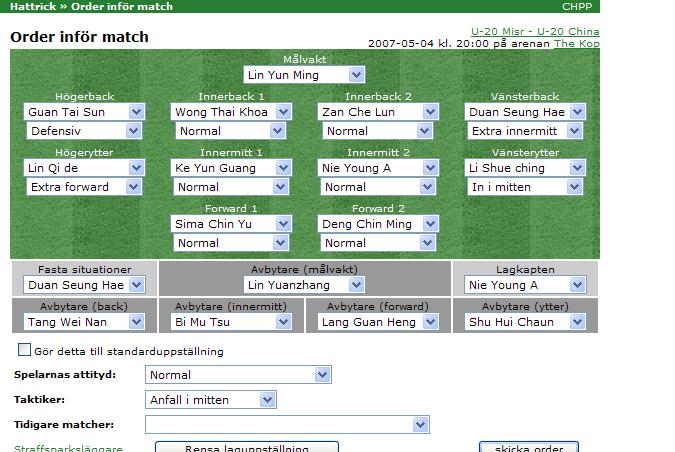 Hattrick » Order inför match CHPP
Order inför match
U-20 Misr - U-20 China
2007-05-04 kl. 20:00 på arenan The Kop
Målvakt
Lin Yun Ming
Högerback Innerback 1 Innerback 2 Vänsterback
Guan Tai Sun Wong Thai Khoa Zan Che Lun Duan Seung Hae
Defensiv Normal Normal Extra innermitt
Högerytter Innermitt 1 Innermitt 2 Vänsterytter
Lin Qi de Ke Yun Guang Nie Young A Li Shue ching
Extra forward Normal Normal In i mitten
Forward 1 Forward 2
Sima Chin Yu Deng Chin Ming
Normal Normal
Fasta situationer Avbytare (målvakt) Lagkapten
Duan Seung Hae Lin Yuanzhang Nie Young A
Avbytare (back) Avbytare (innermitt) Avbytare (forward) Avbytare (ytter)
Tang Wei Nan Bi Mu Tsu Lang Guan Heng Shu Hui Chaun
Gör detta till standarduppställning
Spelarnas attityd: Normal
Taktiker: Anfall i mitten
Tidigare matcher:
Straffsparksläggare Rensa laguppställning skicka order